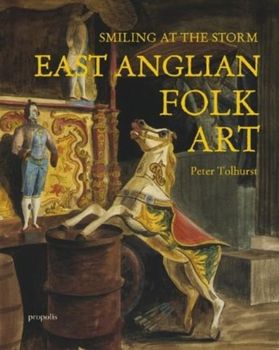 SMILING AT THE STORM
EAST ANGLIAN
FOLK
ART
Peter Tolhurst
propolis